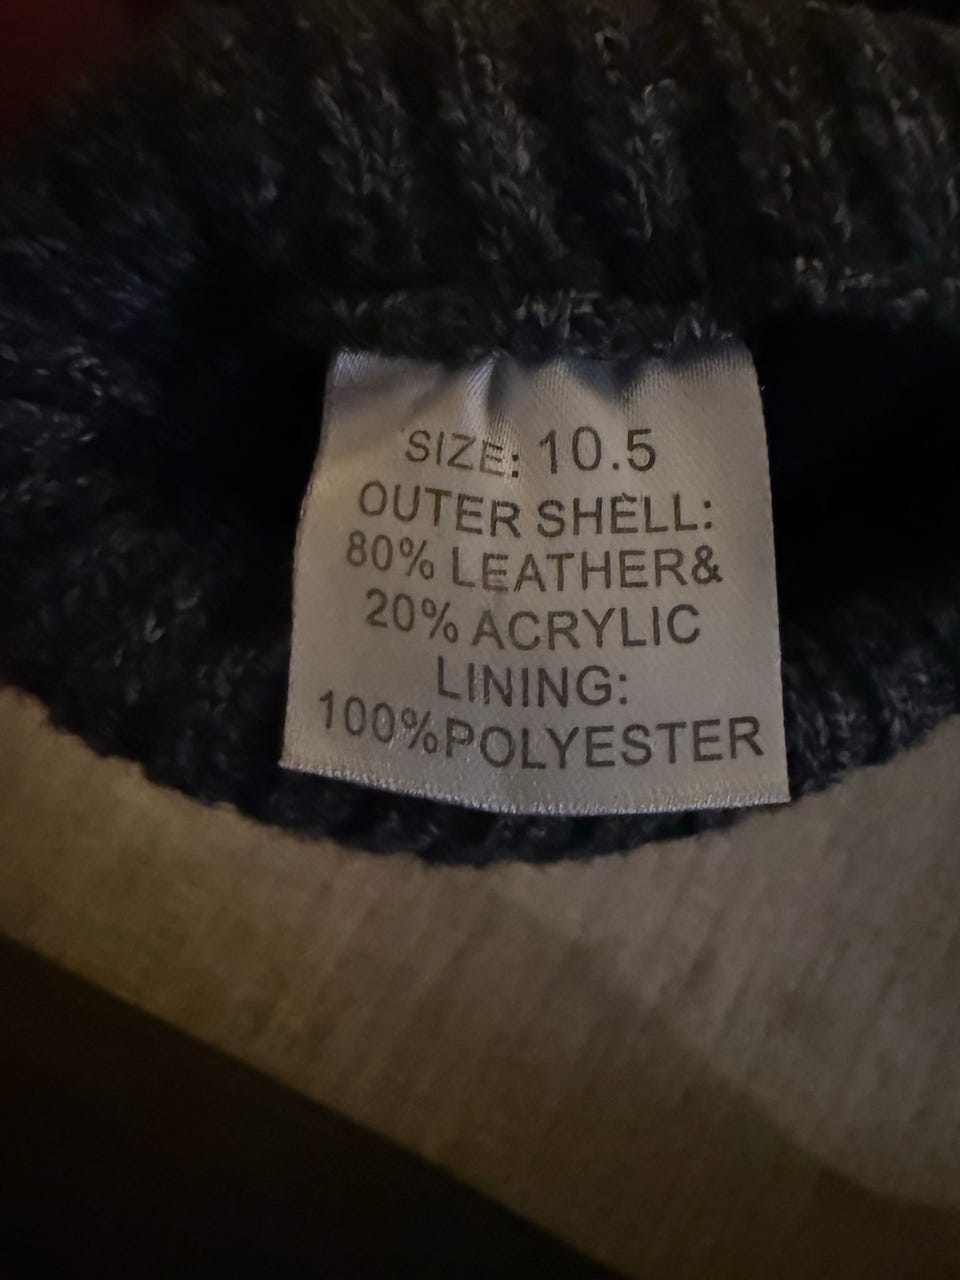 SIZE: 10.5
OUTER SHELL:
80% LEATHER&
20% ACRYLIC
LINING:
100%POLYESTER